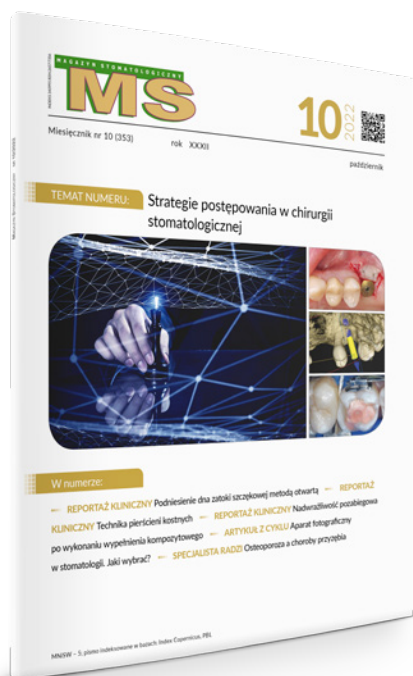 MAGAZYN STOMATOLOGICZNY
MS
10
2022
Miesięcznik nr 10 (353)
rok XXXII
październik
TEMAT NUMERU:
Strategie postępowania w chirurgii
stomatologicznej
W numerze:
REPORTAŻ KLINICZNY Podniesienie dna zatoki szczękowej metodą otwartą — REPORTAŻ
KLINICZNY Technika pierścieni kostnych — REPORTAŻ KLINICZNY Nadwrażliwość pozabiegowa
po wykonaniu wypełnienia kompozytowego — ARTYKUŁ Z CYKLU Aparat fotograficzny
w stomatologii. Jaki wybrać? — SPECJALISTA RADZI Osteoporoza a choroby przyzębia
MNiSW – 5; pismo indeksowane w bazach: Index Copernicus, PBL